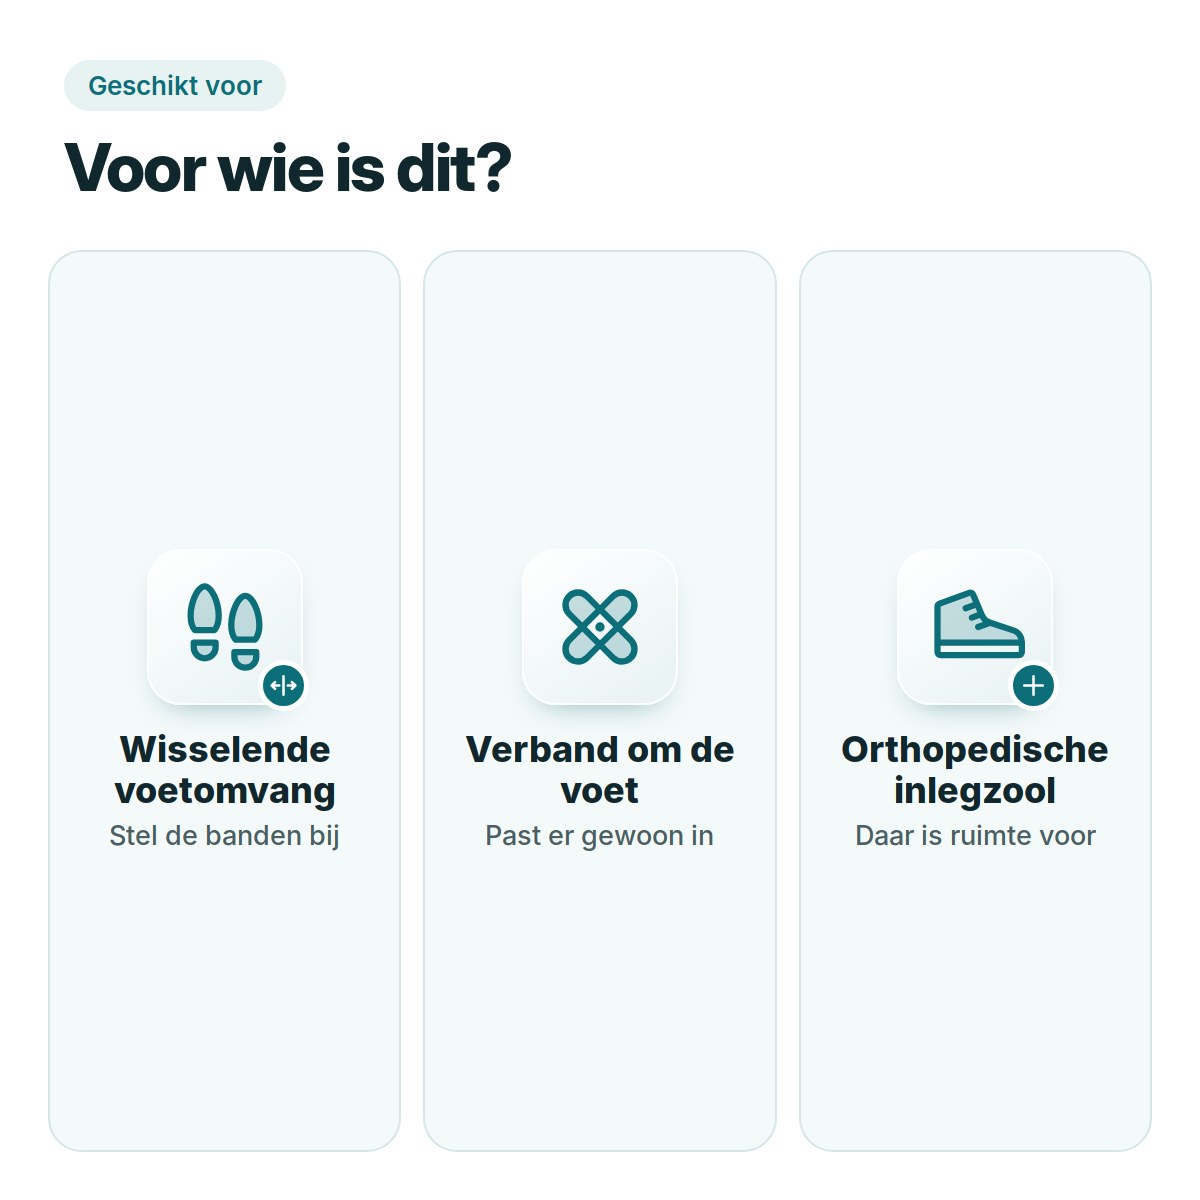 Geschikt voor
Voor wie is dit?
Wisselende
voetomvang
Stel de banden bij
Verband om de
voet
Past er gewoon in
Orthopedische
inlegzool
Daar is ruimte voor